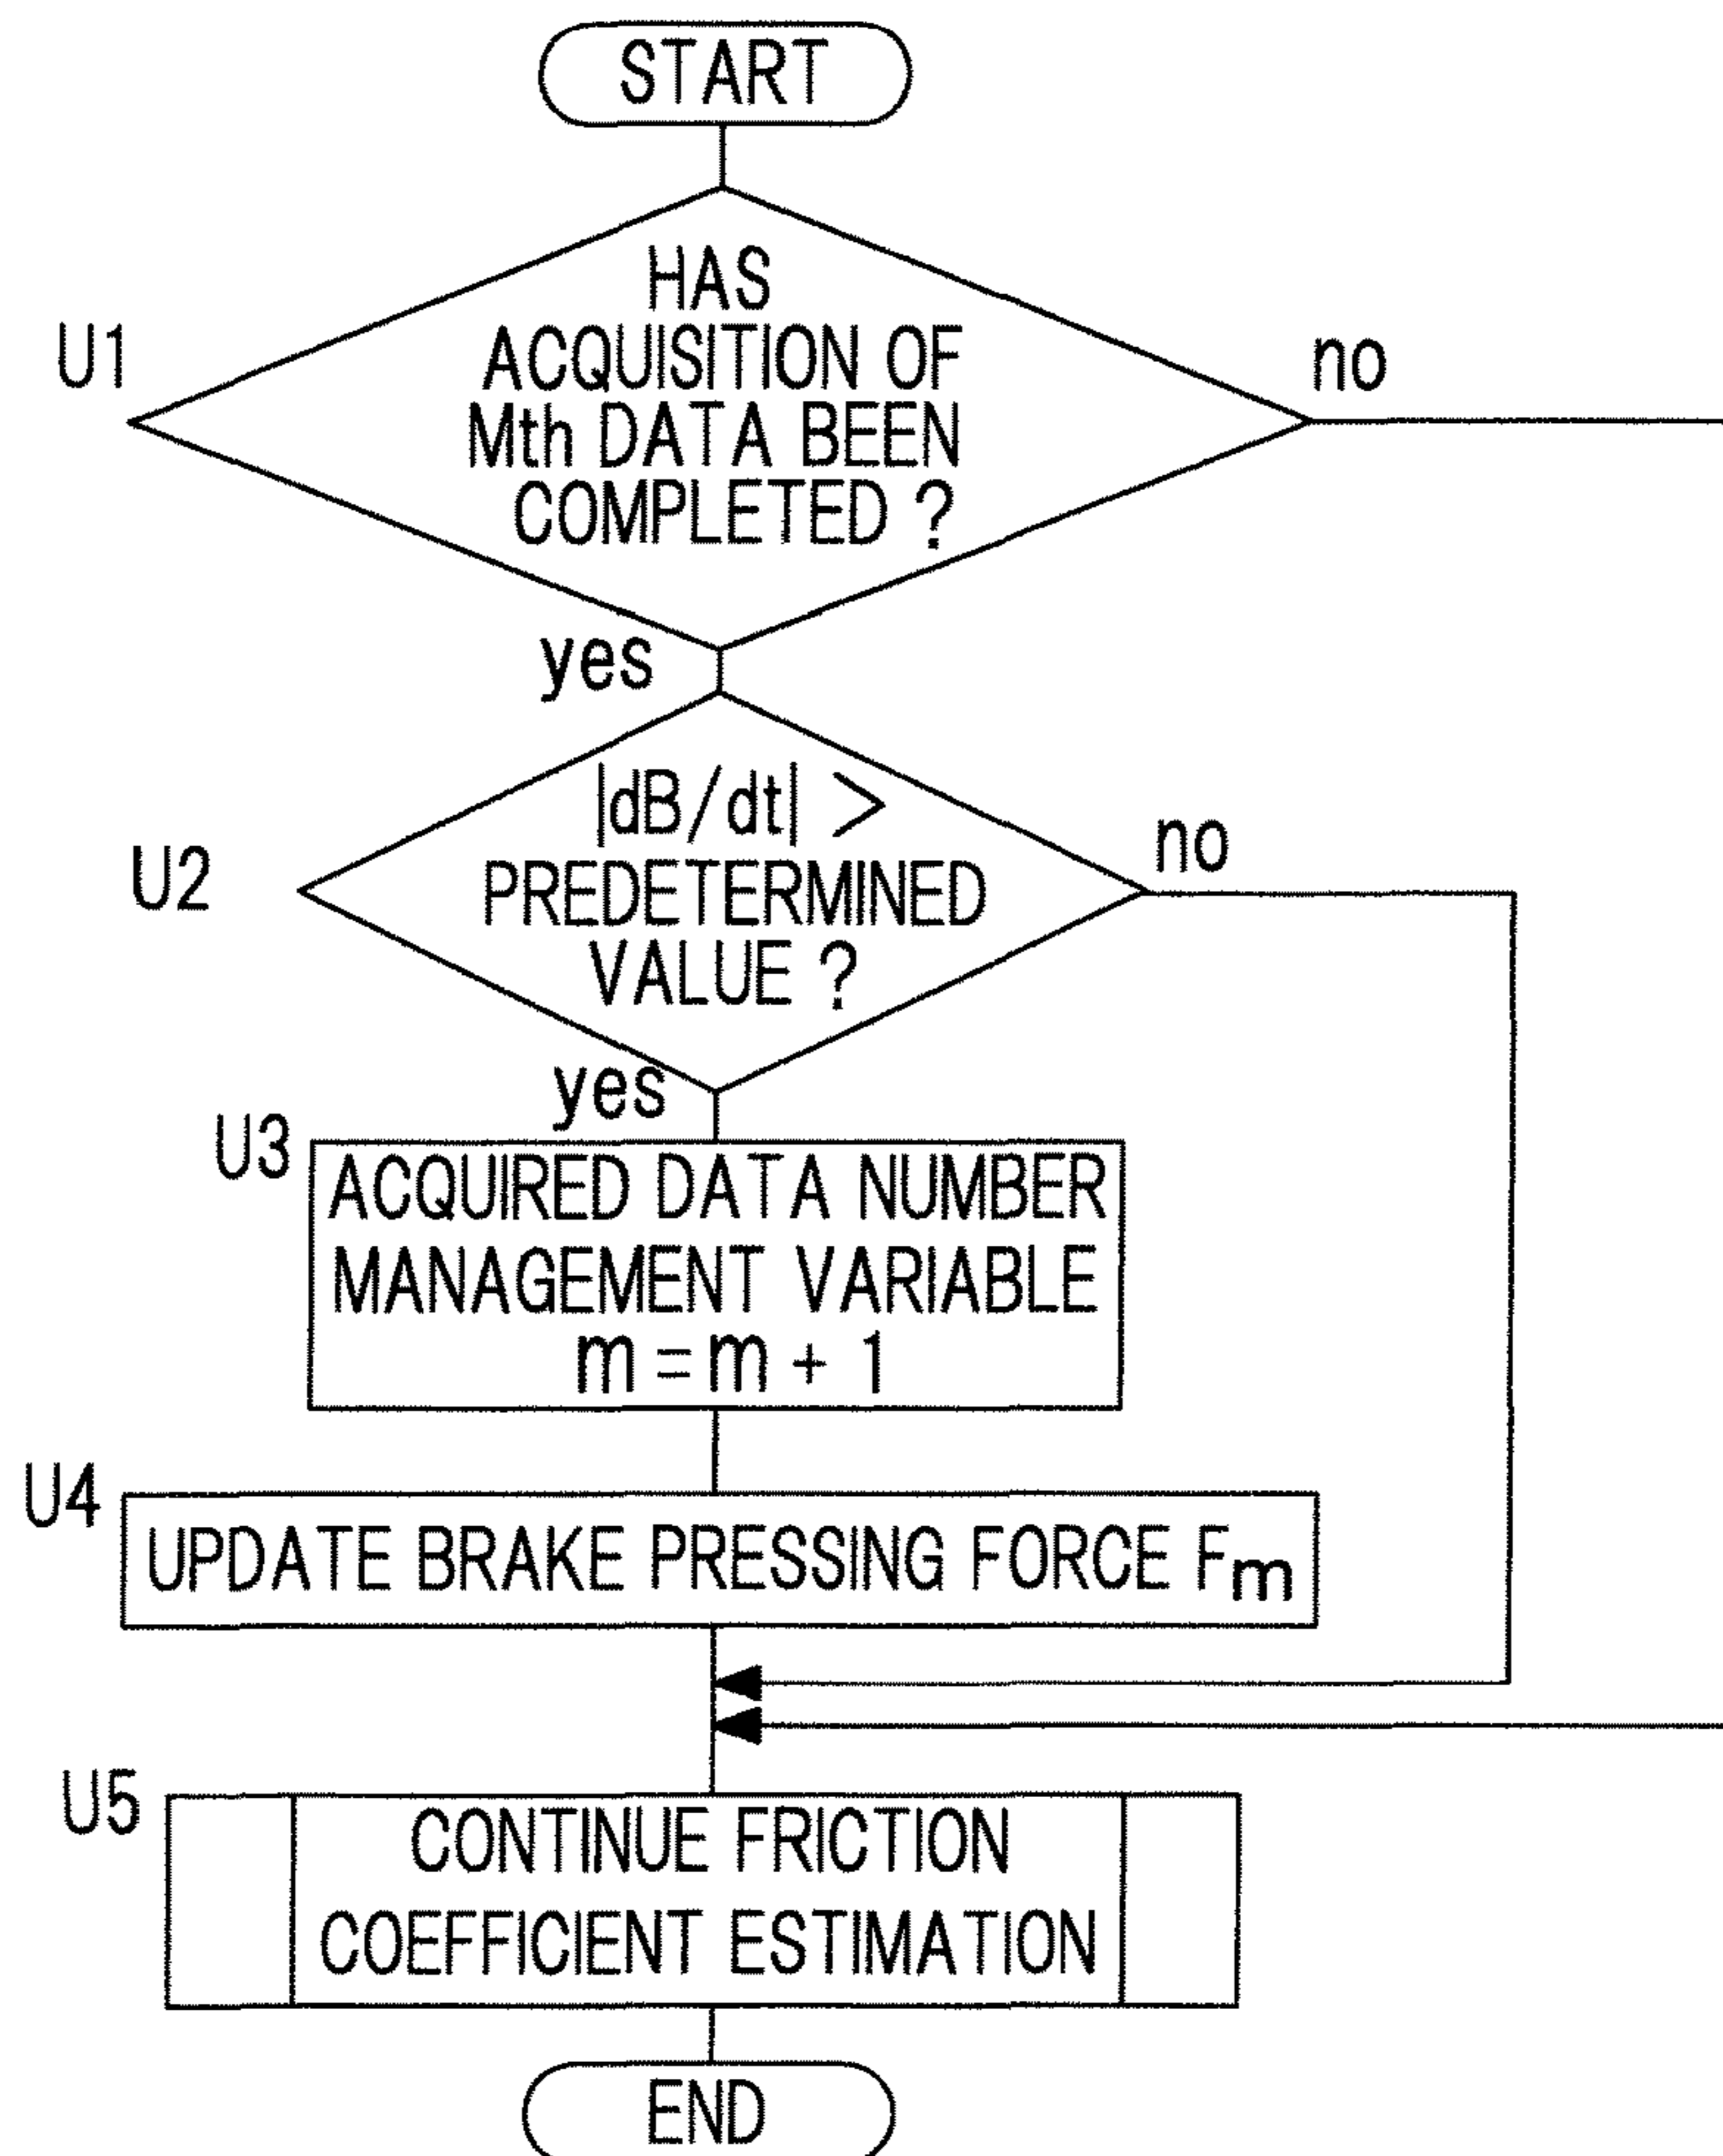 START
HAS
ACQUISITION OF
Mth DATA BEEN
COMPLETED ?
U1
no
yes
|dB/dt| >
PREDETERMINED
VALUE ?
U2
no
yes
U3
ACQUIRED DATA NUMBER
MANAGEMENT VARIABLE
m = m + 1
U4
UPDATE BRAKE PRESSING FORCE Fm
U5
CONTINUE FRICTION
COEFFICIENT ESTIMATION
END